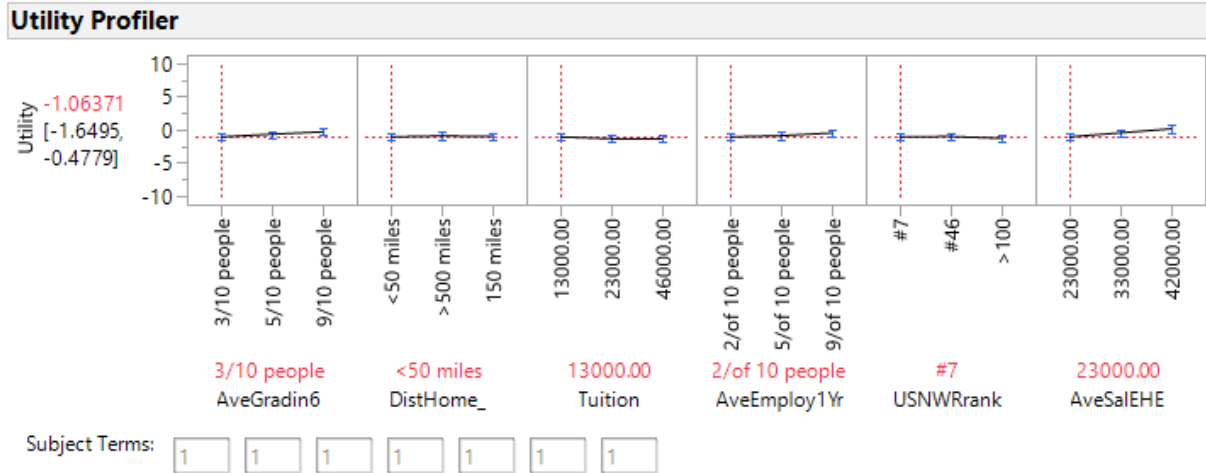 Utility Profiler
Utility
-1.06371
[-1.6495,
-0.4779]
10
5
0
-5
-10
3/10 people
5/10 people
9/10 people
<50 miles
>500 miles
150 miles
13000.00
23000.00
46000.00
2/of 10 people
5/of 10 people
9/of 10 people
#7
#46
>100
23000.00
33000.00
42000.00
3/10 people <50 miles 13000.00 2/of 10 people #7 23000.00
AveGradin6 DistHome_ Tuition AveEmploy1Yr USNWRrank AveSalEHE
Subject Terms: 1 1 1 1 1 1 1